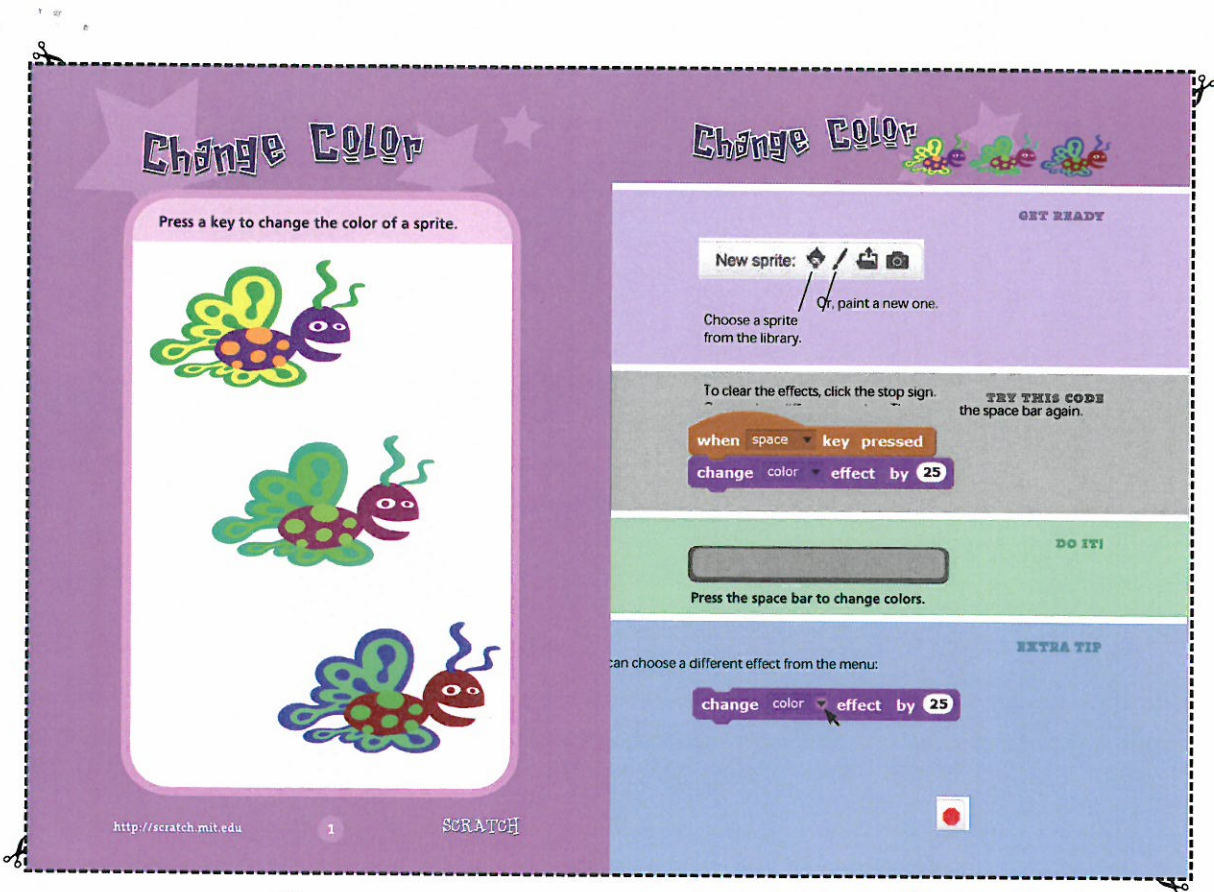 Change Color
Press a key to change the color of a sprite.
http://scratch.mit.edu
1
SCRATCH
Change Color
GET READY
New sprite:
Or, paint a new one.
Choose a sprite
from the library.
To clear the effects, click the stop sign.
TRY THIS CODE
the space bar again.
when space key pressed
change color effect by 25
DO IT!
Press the space bar to change colors.
EXTRA TIP
can choose a different effect from the menu:
change color effect by 25